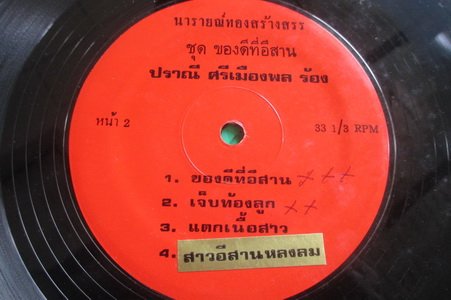 นารายณ์ทองสร้างสรร
ชุด ของดีที่อีสาน
ปราณี ศรีเมืองพล ร้อง
หน้า 2
33 1/3 RPM
1. ของดีที่อีสาน xxx
2. เจ็บท้องลูก xx
3. แตกเนื้อสาว
4. สาวอีสานหลงลม